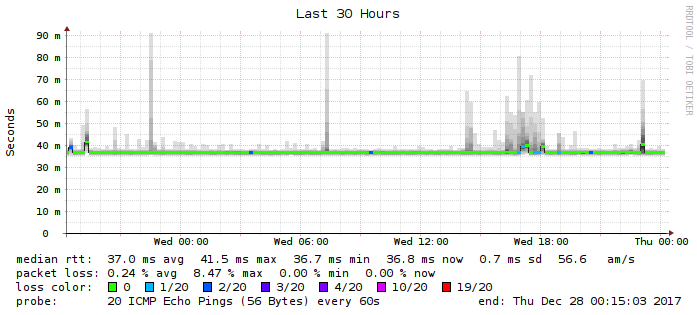 Last 30 Hours
RRDTOOL / TOBI OETIKER
Seconds
90 m
80 m
70 m
60 m
50 m
40 m
30 m
20 m
10 m
0
Wed 00:00 Wed 06:00 Wed 12:00 Wed 18:00 Thu 00:00
median rtt: 37.0 ms avg 41.5 ms max 36.7 ms min 36.8 ms now 0.7 ms sd 56.6 am/s
packet loss: 0.24 % avg 8.47 % max 0.00 % min 0.00 % now
loss color: 0 1/20 2/20 3/20 4/20 10/20 19/20
probe: 20 ICMP Echo Pings (56 Bytes) every 60s end: Thu Dec 28 00:15:03 2017